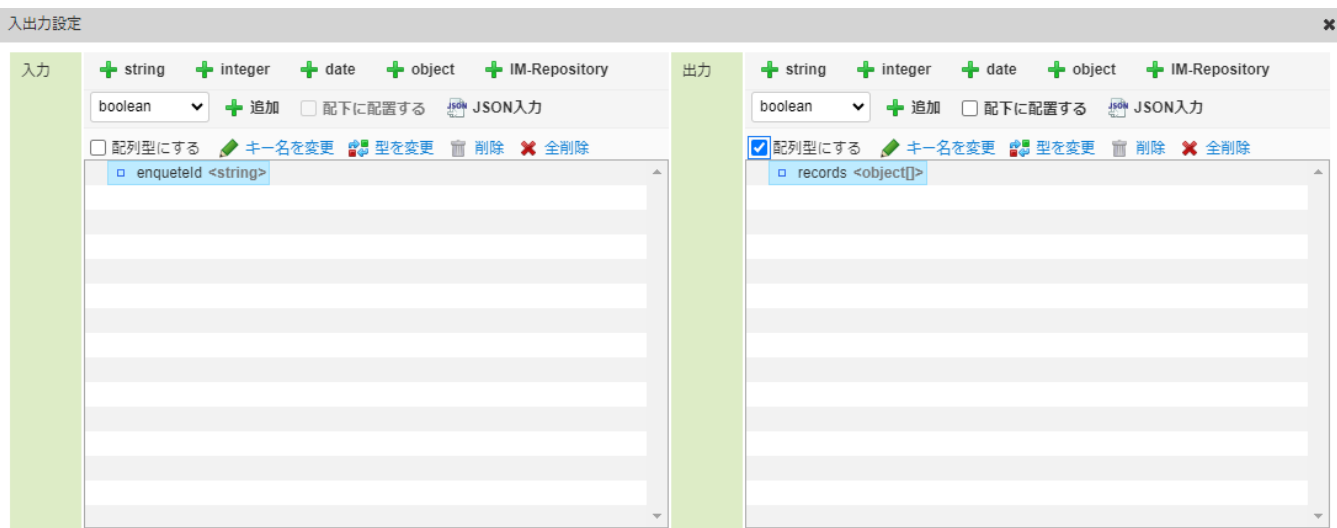 入出力設定
入力
string integer date object IM-Repository
boolean 追加 配下に配置する JSON入力
配列型にする キー名を変更 型を変更 削除 全削除
enqueteId <string>
出力
string integer date object IM-Repository
boolean 追加 配下に配置する JSON入力
配列型にする キー名を変更 型を変更 削除 全削除
records <object[]>